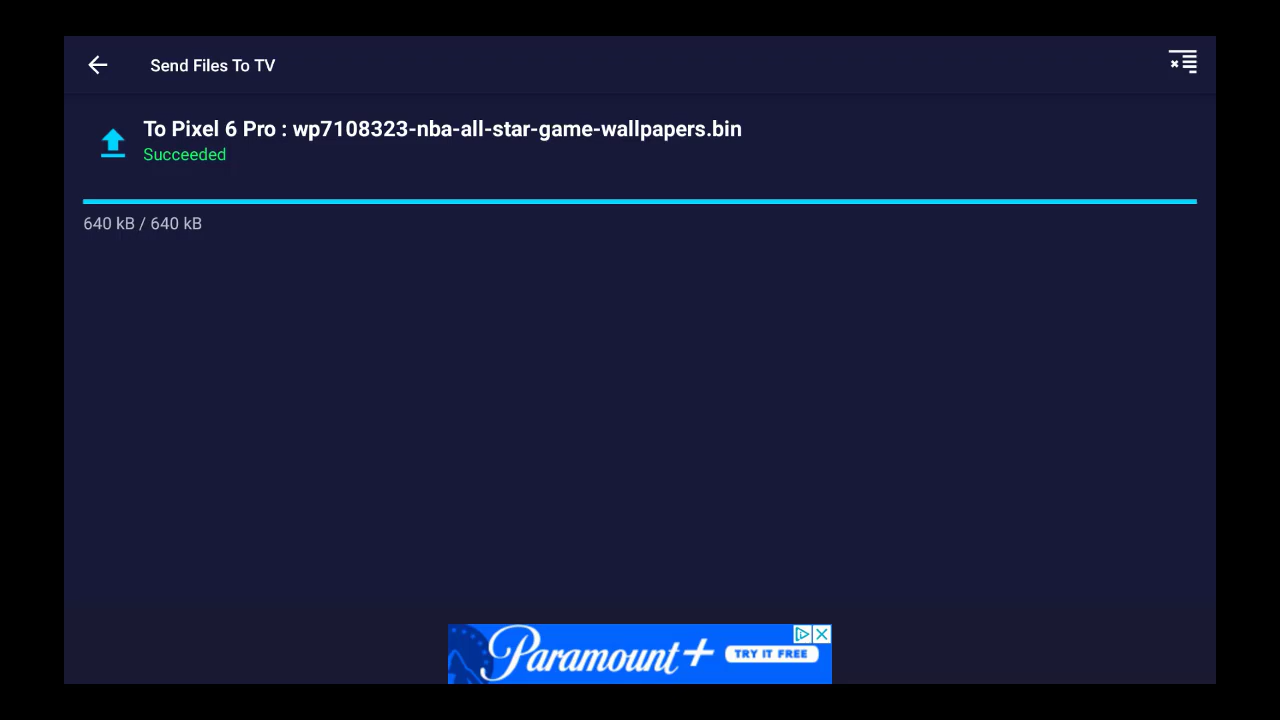 Send Files To TV
To Pixel 6 Pro : wp7108323-nba-all-star-game-wallpapers.bin
Succeeded
640 kB / 640 kB
Paramount+
TRY IT FREE